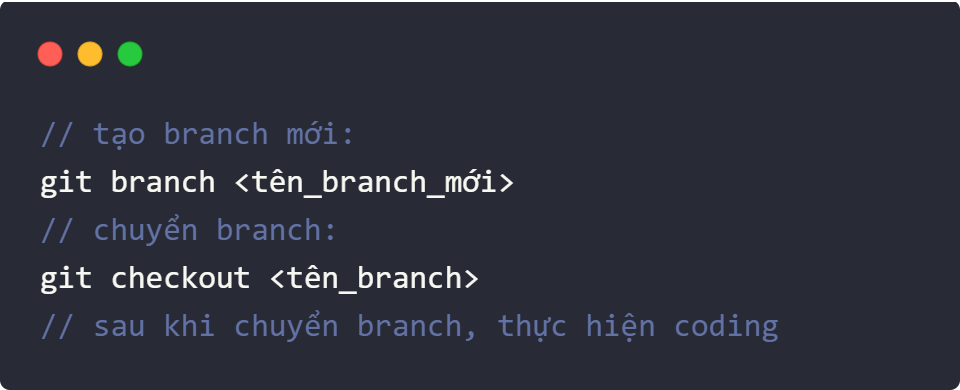 // tạo branch mới:
git branch <tên_branch_mới>
// chuyển branch:
git checkout <tên_branch>
// sau khi chuyển branch, thực hiện coding